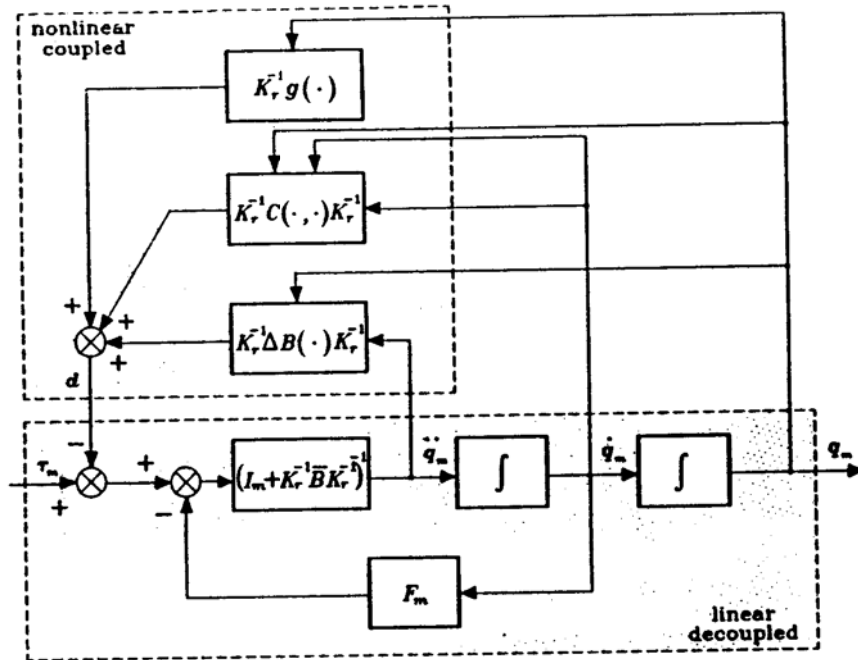 nonlinear
coupled
K_r^{-1} g(·)
K_r^{-1} C(·,·) K_r^{-1}
K_r^{-1} ΔB(·) K_r^{-1}
+
+
+
d
−
τ_m
+
+
−
(I_m + K_r^{-1} B̄ K_r^{-1})^{-1}
q̈_m
∫
q̇_m
∫
q_m
F_m
linear
decoupled